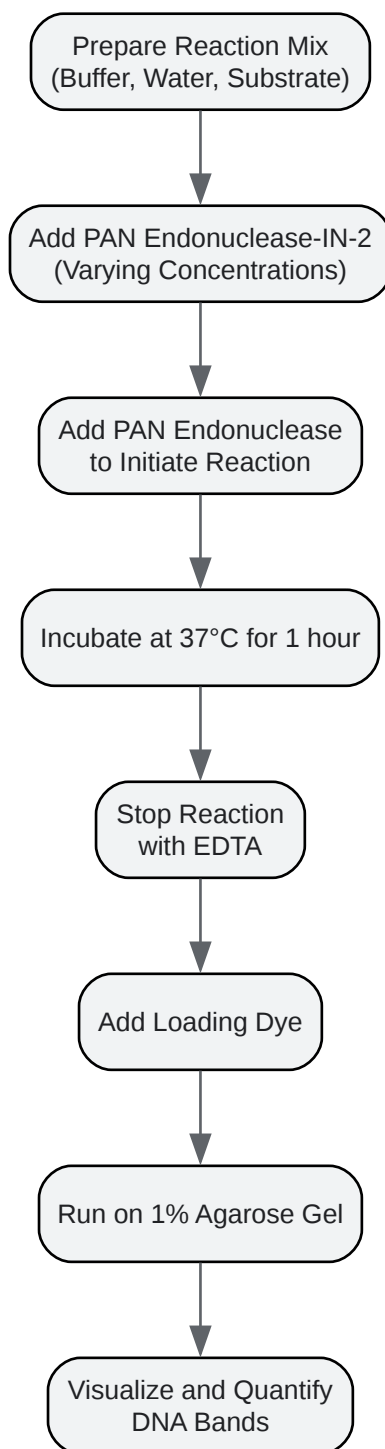 Prepare Reaction Mix
(Buffer, Water, Substrate)
Add PAN Endonuclease-IN-2
(Varying Concentrations)
Add PAN Endonuclease
to Initiate Reaction
Incubate at 37°C for 1 hour
Stop Reaction
with EDTA
Add Loading Dye
Run on 1% Agarose Gel
Visualize and Quantify
DNA Bands